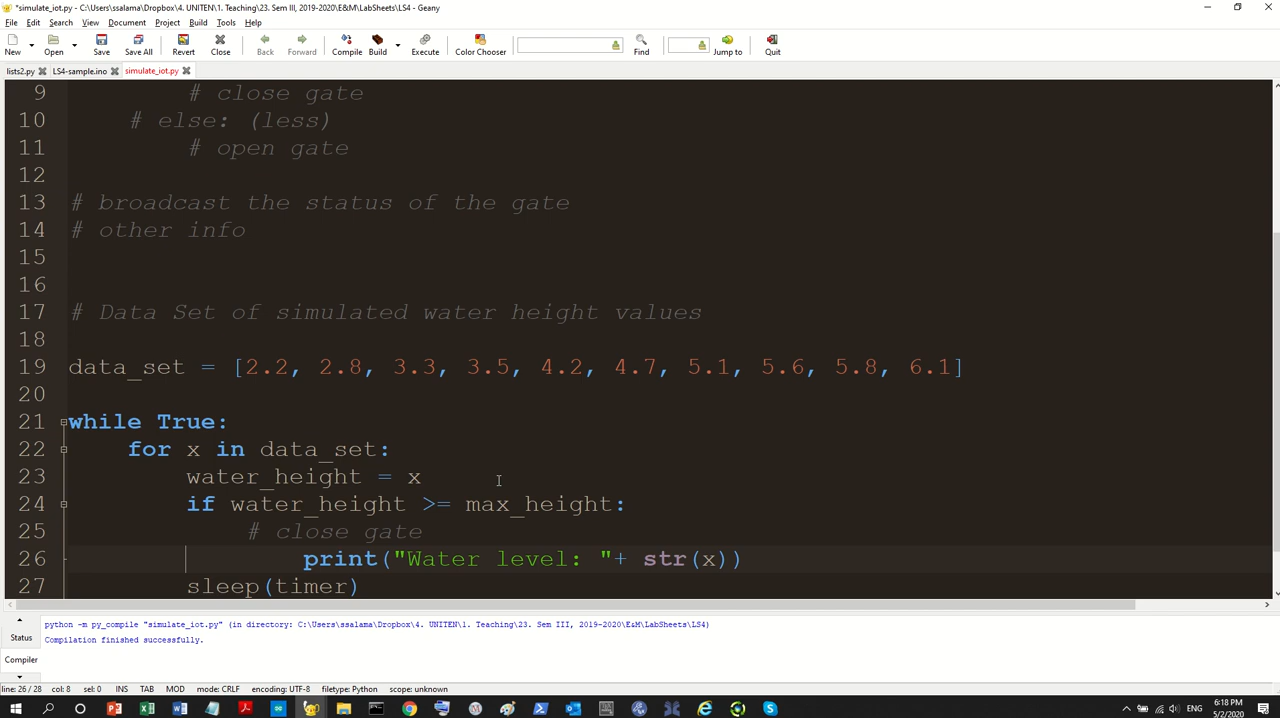 *simulate_iot.py - C:\Users\ssalama\Dropbox\4. UNITEN\1. Teaching\23. Sem III, 2019-2020\E&M\LabSheets\LS4 - Geany
File Edit Search View Document Project Build Tools Help
New Open Save Save All Revert Close Back Forward Compile Build Execute Color Chooser Find Jump to Quit
lists2.py LS4-sample.ino simulate_iot.py
9 # close gate
10 # else: (less)
11 # open gate
12
13 # broadcast the status of the gate
14 # other info
15
16
17 # Data Set of simulated water height values
18
19 data_set = [2.2, 2.8, 3.3, 3.5, 4.2, 4.7, 5.1, 5.6, 5.8, 6.1]
20
21 while True:
22 for x in data_set:
23 water_height = x
24 if water_height >= max_height:
25 # close gate
26 print("Water level: "+ str(x))
27 sleep(timer)
Status
Compiler
python -m py_compile "simulate_iot.py" (in directory: C:\Users\ssalama\Dropbox\4. UNITEN\1. Teaching\23. Sem III, 2019-2020\E&M\LabSheets\LS4)
Compilation finished successfully.
line: 26 / 28 col: 8 sel: 0 INS TAB MOD mode: CRLF encoding: UTF-8 filetype: Python scope: unknown
ENG
6:18 PM
5/2/2020